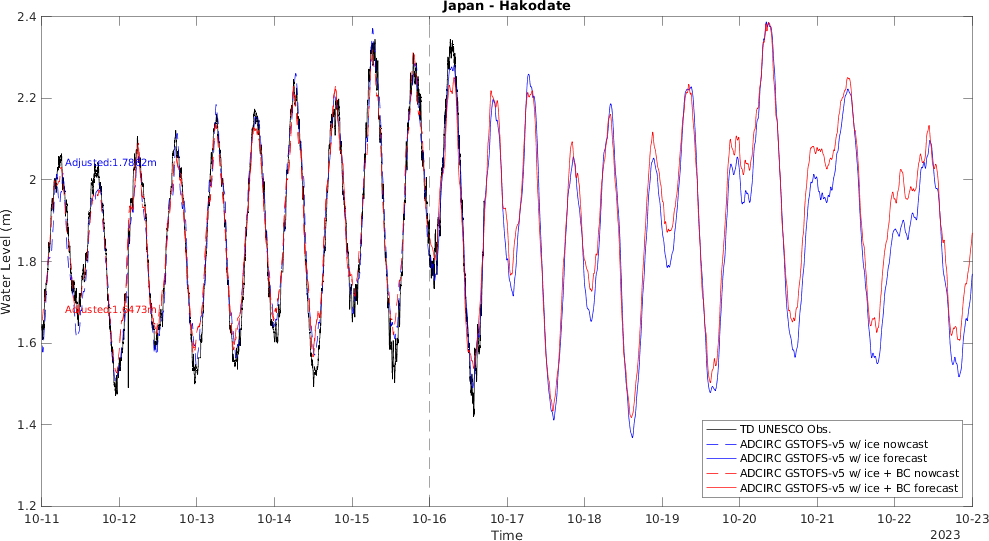 Japan - Hakodate
Water Level (m)
2.4
2.2
2
1.8
1.6
1.4
1.2
Adjusted:1.7862m
Adjusted:1.6473m
TD UNESCO Obs.
ADCIRC GSTOFS-v5 w/ ice nowcast
ADCIRC GSTOFS-v5 w/ ice forecast
ADCIRC GSTOFS-v5 w/ ice + BC nowcast
ADCIRC GSTOFS-v5 w/ ice + BC forecast
10-11 10-12 10-13 10-14 10-15 10-16 10-17 10-18 10-19 10-20 10-21 10-22 10-23
Time
2023